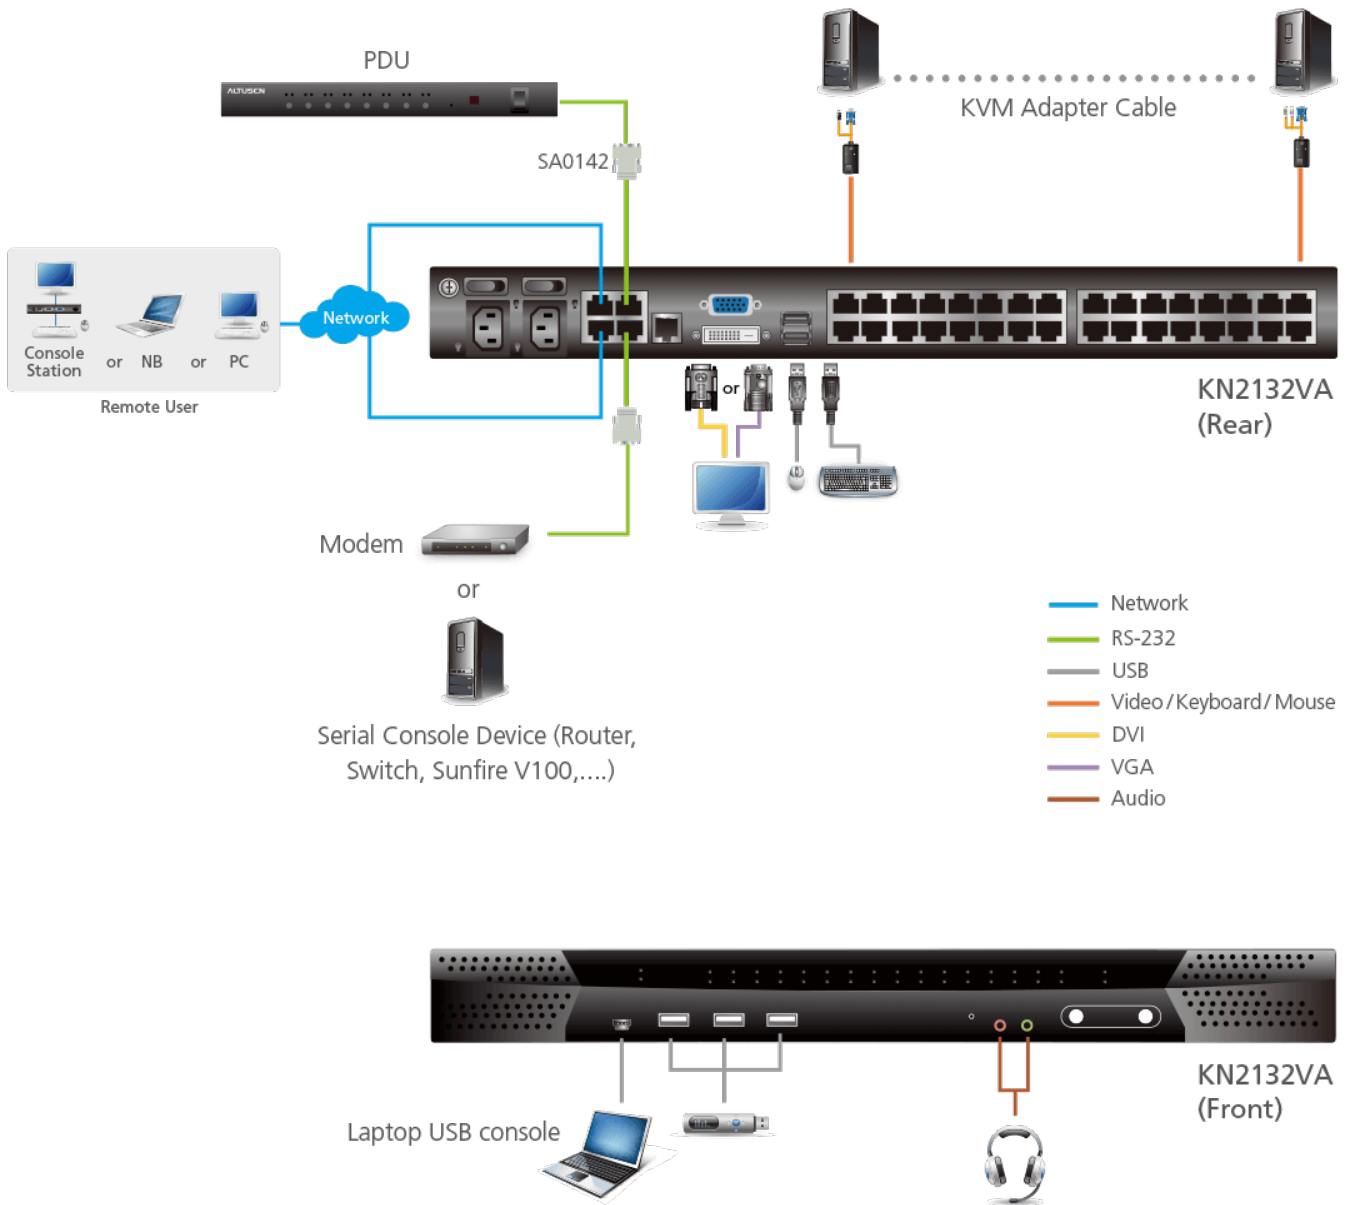 PDU
ALTUSEN
SA0142
KVM Adapter Cable
Network
Console
Station
or
NB
or
PC
Remote User
or
KN2132VA
(Rear)
Modem
or
Serial Console Device (Router,
Switch, Sunfire V100,....)
Network
RS-232
USB
Video/Keyboard/Mouse
DVI
VGA
Audio
KN2132VA
(Front)
Laptop USB console